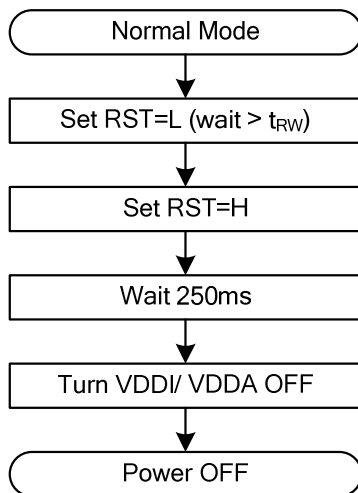 Normal Mode
Set RST=L (wait > tRW)
Set RST=H
Wait 250ms
Turn VDDI/ VDDA OFF
Power OFF